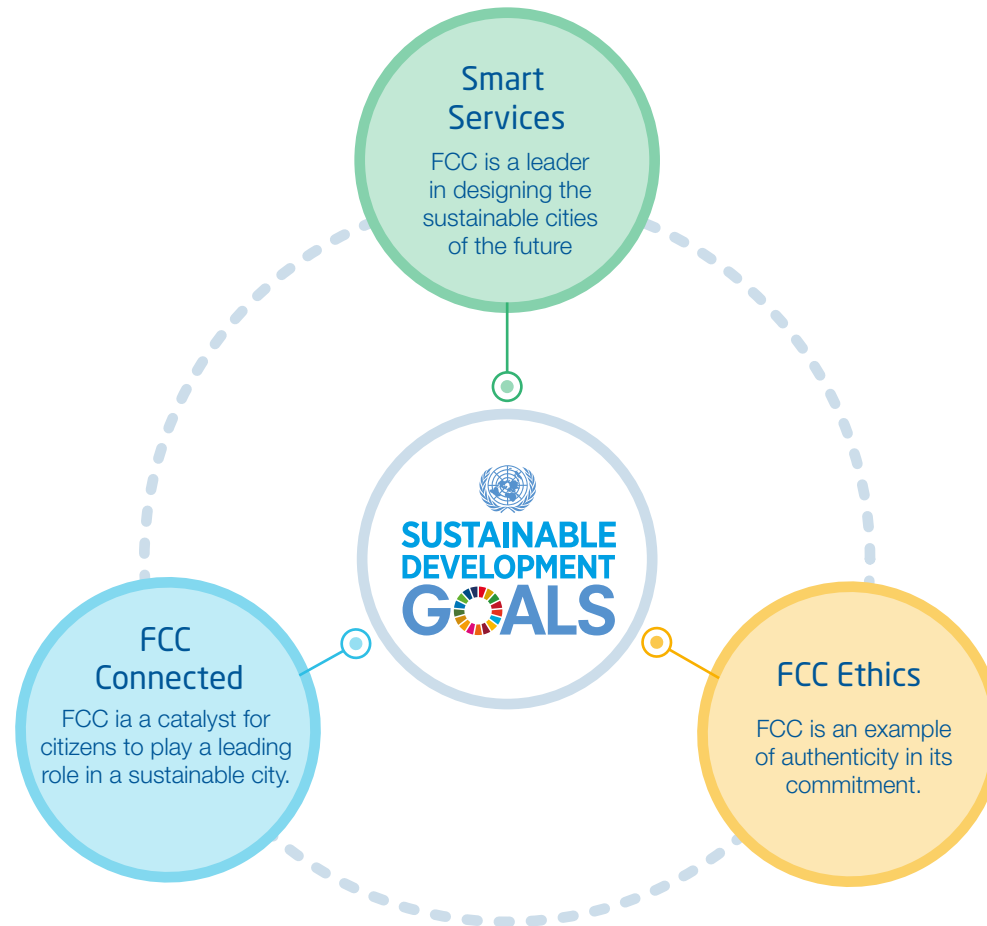 Smart
Services
FCC is a leader
in designing the
sustainable cities
of the future
SUSTAINABLE
DEVELOPMENT
GOALS
FCC
Connected
FCC ia a catalyst for
citizens to play a leading
role in a sustainable city.
FCC Ethics
FCC is an example
of authenticity in its
commitment.